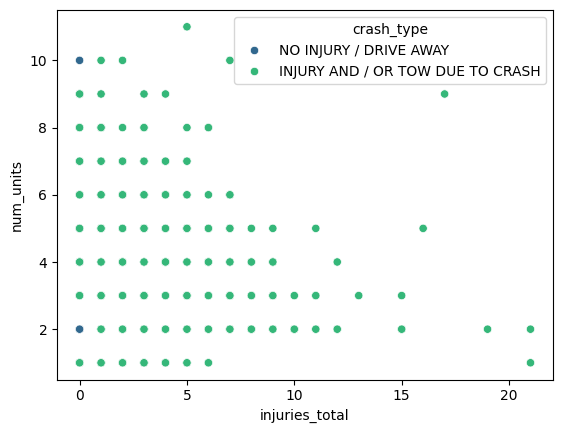 crash_type
NO INJURY / DRIVE AWAY
INJURY AND / OR TOW DUE TO CRASH
10
8
6
4
2
num_units
0
5
10
15
20
injuries_total